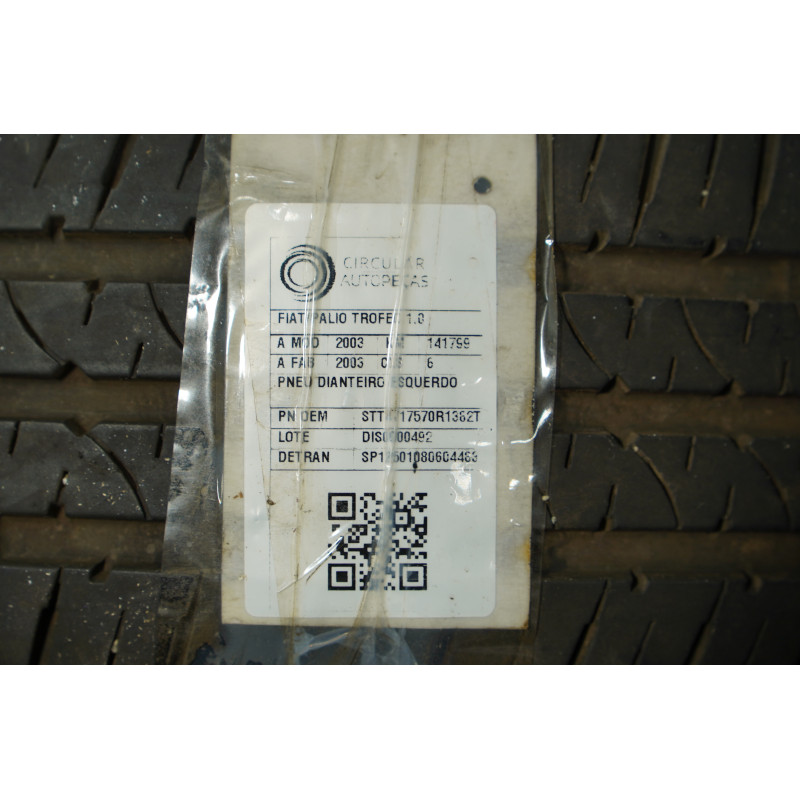 CIRCULAR
AUTOPEÇAS
FIAT PALIO TROFEO 1.0
A MOD 2003 KM 141799
A FAB 2003 6
PNEU DIANTEIRO ESQUERDO
PN OEM
LOTE
DETRAN